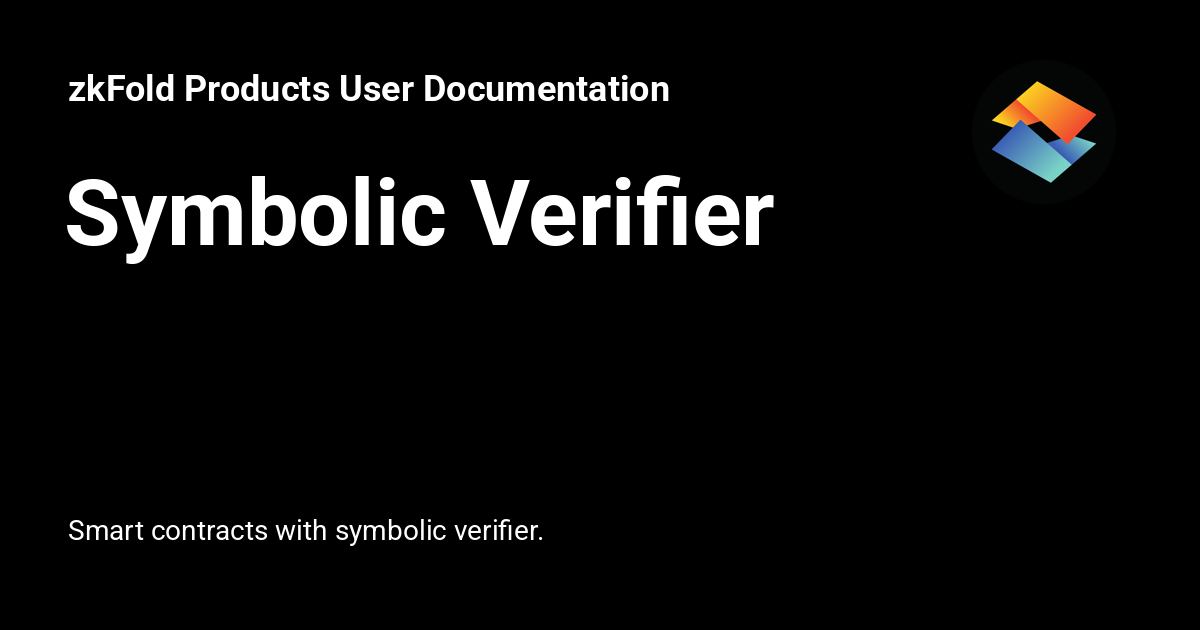 zkFold Products User Documentation
Symbolic Verifier
Smart contracts with symbolic verifier.